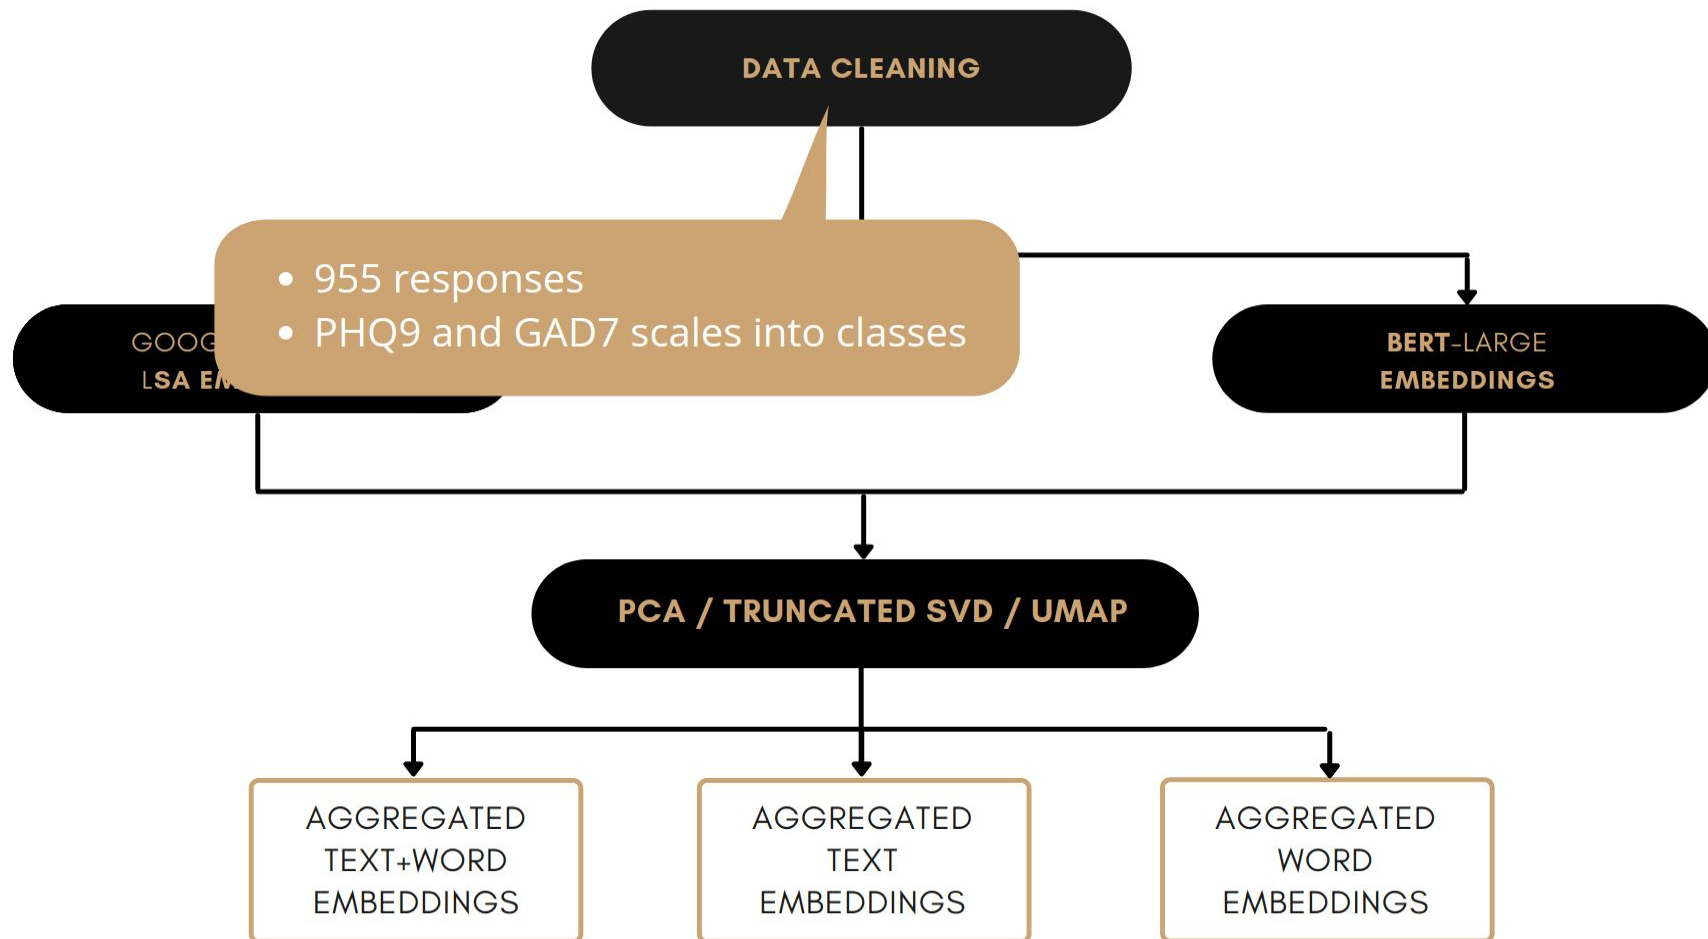 DATA CLEANING
• 955 responses
• PHQ9 and GAD7 scales into classes
LSA
BERT-LARGE
EMBEDDINGS
PCA / TRUNCATED SVD / UMAP
AGGREGATED
TEXT+WORD
EMBEDDINGS
AGGREGATED
TEXT
EMBEDDINGS
AGGREGATED
WORD
EMBEDDINGS